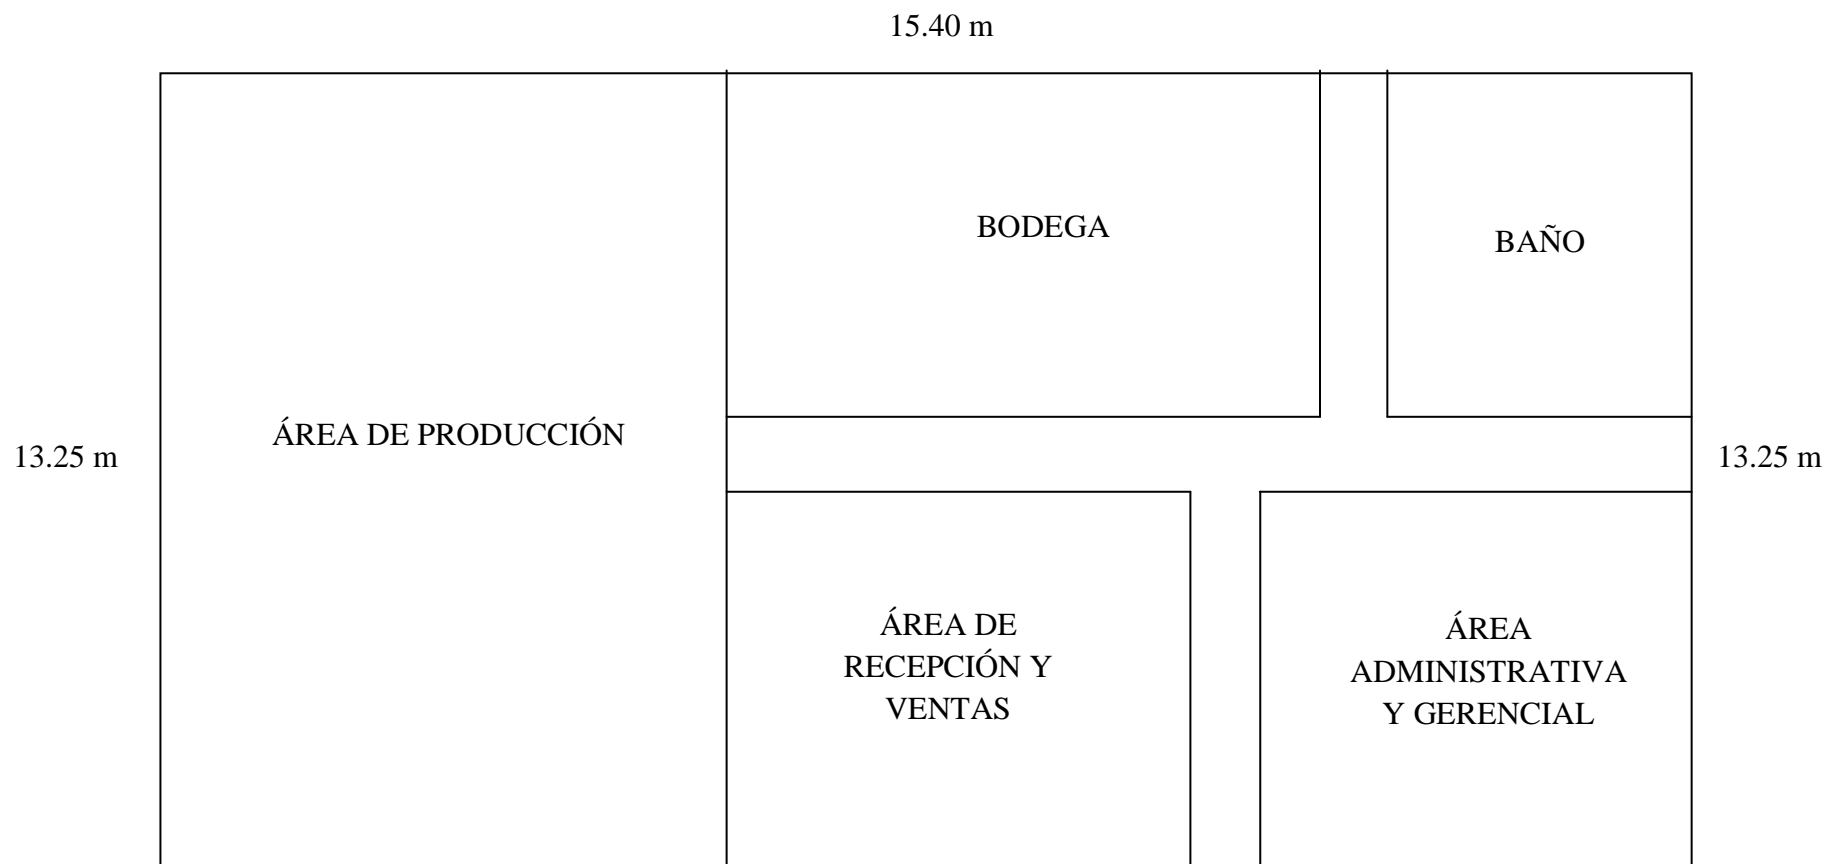 15.40 m
BODEGA
BAÑO
ÁREA DE PRODUCCIÓN
13.25 m
13.25 m
ÁREA DE
RECEPCIÓN Y
VENTAS
ÁREA
ADMINISTRATIVA
Y GERENCIAL